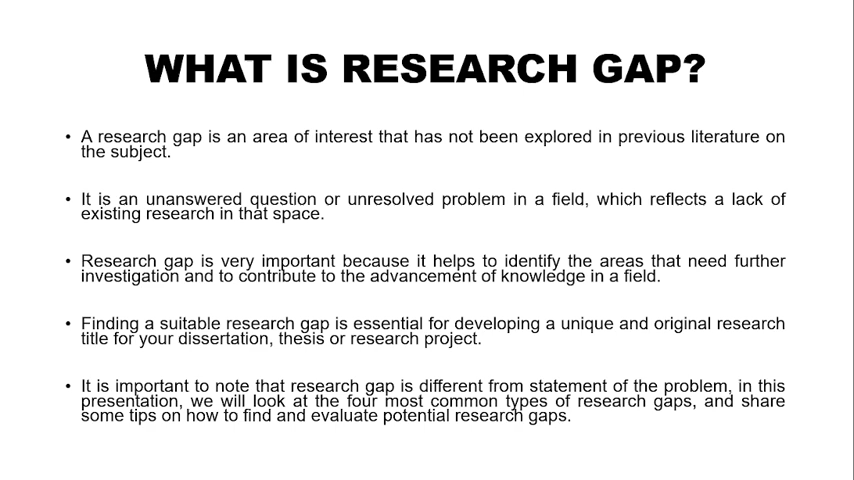 WHAT IS RESEARCH GAP?
• A research gap is an area of interest that has not been explored in previous literature on
the subject.
• It is an unanswered question or unresolved problem in a field, which reflects a lack of
existing research in that space.
• Research gap is very important because it helps to identify the areas that need further
investigation and to contribute to the advancement of knowledge in a field.
• Finding a suitable research gap is essential for developing a unique and original research
title for your dissertation, thesis or research project.
• It is important to note that research gap is different from statement of the problem, in this
presentation, we will look at the four most common types of research gaps, and share
some tips on how to find and evaluate potential research gaps.